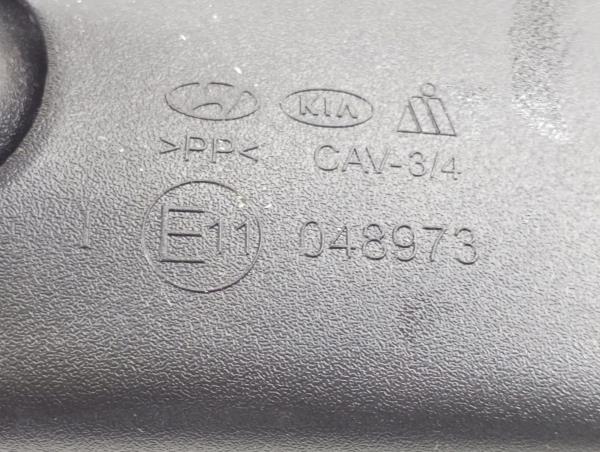 KIA
>PP< CAV-3/4
I E11 048973